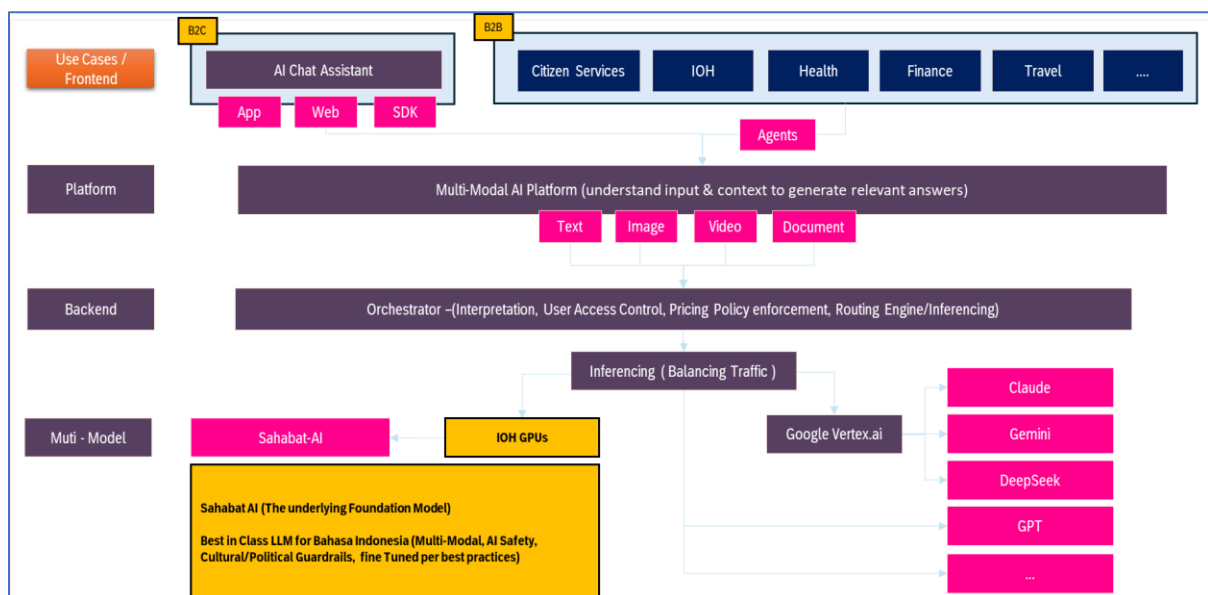 B2C
B2B
Use Cases /
Frontend
AI Chat Assistant
Citizen Services
IOH
Health
Finance
Travel
....
App
Web
SDK
Agents
Platform
Multi-Modal AI Platform (understand input & context to generate relevant answers)
Text
Image
Video
Document
Backend
Orchestrator –(Interpretation, User Access Control, Pricing Policy enforcement, Routing Engine/Inferencing)
Inferencing ( Balancing Traffic )
Claude
Muti - Model
Sahabat-AI
IOH GPUs
Google Vertex.ai
Gemini
DeepSeek
Sahabat AI (The underlying Foundation Model)
Best in Class LLM for Bahasa Indonesia (Multi-Modal, AI Safety,
Cultural/Political Guardrails, fine Tuned per best practices)
GPT
...